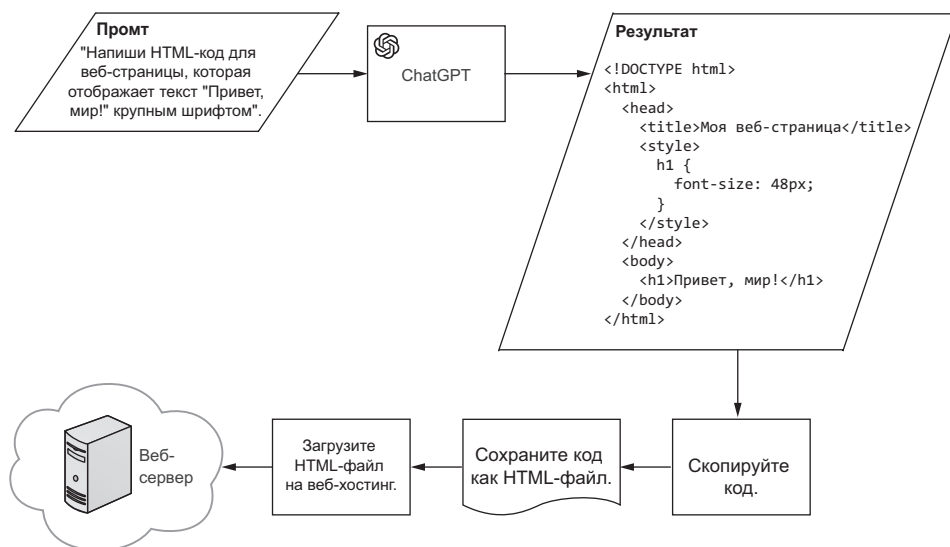 Промт
"Напиши HTML-код для
веб-страницы, которая
отображает текст "Привет,
мир!" крупным шрифтом".
ChatGPT
Результат
<!DOCTYPE html>
<html>
  <head>
    <title>Моя веб-страница</title>
    <style>
      h1 {
        font-size: 48px;
      }
    </style>
  </head>
  <body>
    <h1>Привет, мир!</h1>
  </body>
</html>
Скопируйте
код.
Сохраните код
как HTML-файл.
Загрузите
HTML-файл
на веб-хостинг.
Веб-
сервер